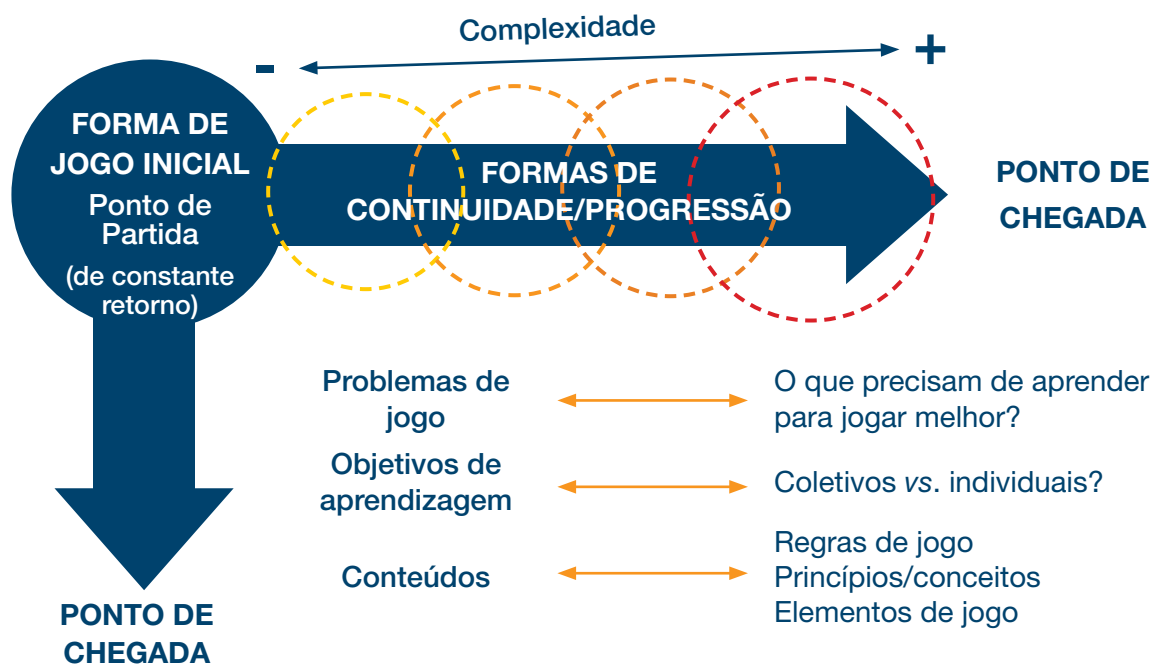 Complexidade
- +
FORMA DE
JOGO INICIAL
Ponto de
Partida
(de constante
retorno)
FORMAS DE
CONTINUIDADE/PROGRESSÃO
PONTO DE
CHEGADA
Problemas de
jogo
O que precisam de aprender
para jogar melhor?
Objetivos de
aprendizagem
Coletivos vs. individuais?
Conteúdos
Regras de jogo
Princípios/conceitos
Elementos de jogo
PONTO DE
CHEGADA